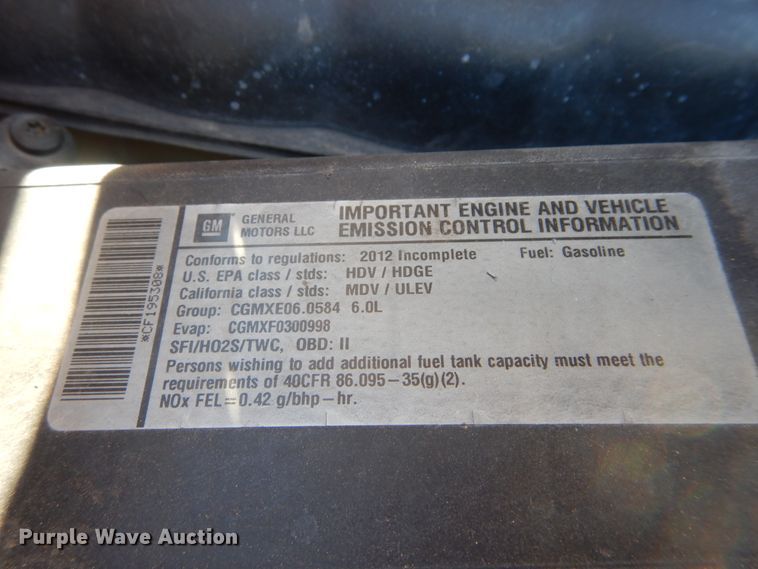 GM GENERAL MOTORS LLC
IMPORTANT ENGINE AND VEHICLE
EMISSION CONTROL INFORMATION
Conforms to regulations: 2012 Incomplete Fuel: Gasoline
U.S. EPA class / stds: HDV / HDGE
California class / stds: MDV / ULEV
Group: CGMXE06.0584 6.0L
Evap: CGMXF0300998
SFI/HO2S/TWC, OBD: II
Persons wishing to add additional fuel tank capacity must meet the
requirements of 40CFR 86.095-35(g)(2).
NOx FEL=0.42 g/bhp-hr.
*CF195308*
Purple Wave Auction